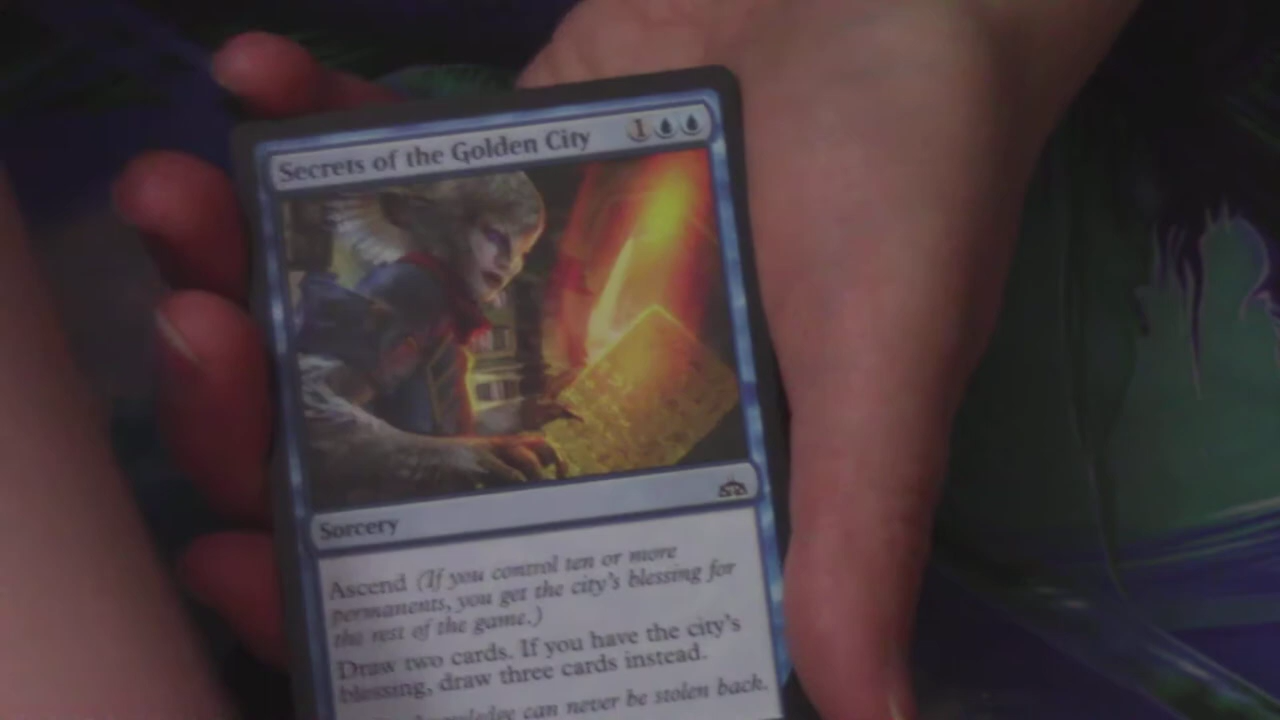 Secrets of the Golden City 1
Sorcery
Ascend (If you control ten or more
permanents, you get the city's blessing for
the rest of the game.)
Draw two cards. If you have the city's
blessing, draw three cards instead.
can never be stolen back.